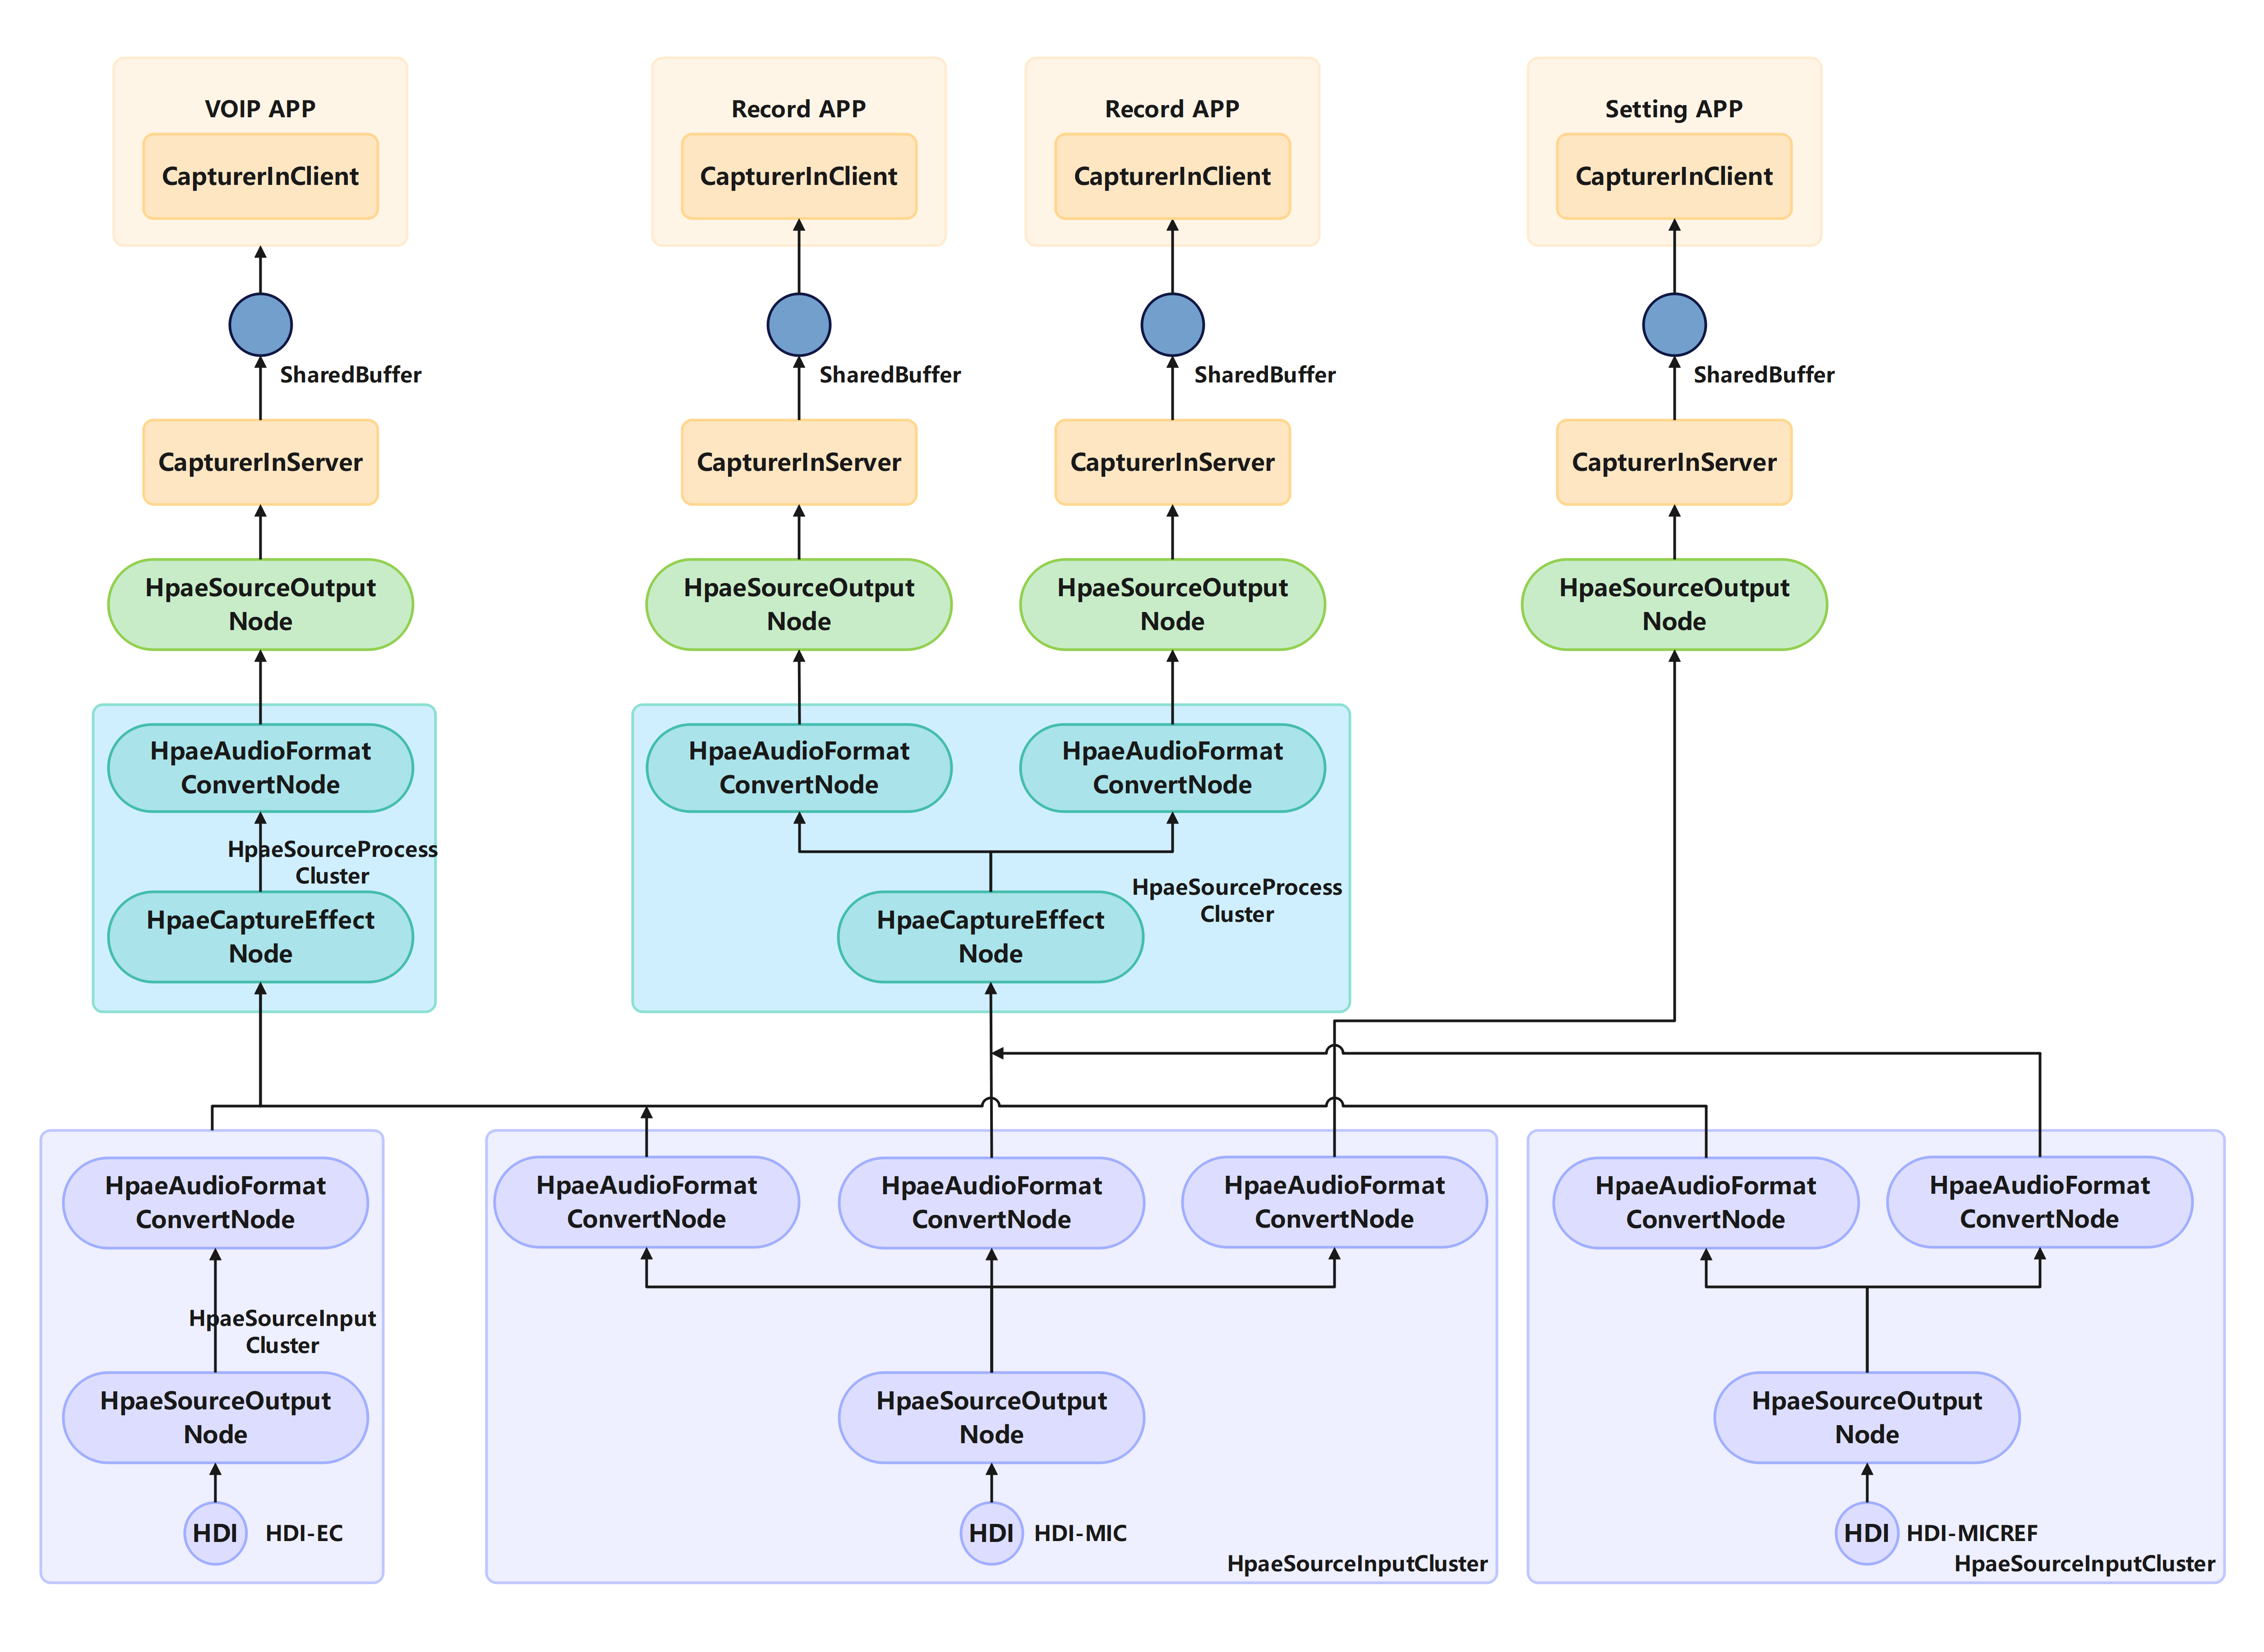 VOIP APP
Record APP
Record APP
Setting APP
CapturerInClient
CapturerInClient
CapturerInClient
CapturerInClient
SharedBuffer
SharedBuffer
SharedBuffer
SharedBuffer
CapturerInServer
CapturerInServer
CapturerInServer
CapturerInServer
HpaeSourceOutput
Node
HpaeSourceOutput
Node
HpaeSourceOutput
Node
HpaeSourceOutput
Node
HpaeAudioFormat
ConvertNode
HpaeAudioFormat
ConvertNode
HpaeAudioFormat
ConvertNode
HpaeSourceProcess
Cluster
HpaeSourceProcess
Cluster
HpaeCaptureEffect
Node
HpaeCaptureEffect
Node
HpaeAudioFormat
ConvertNode
HpaeAudioFormat
ConvertNode
HpaeAudioFormat
ConvertNode
HpaeAudioFormat
ConvertNode
HpaeAudioFormat
ConvertNode
HpaeAudioFormat
ConvertNode
HpaeSourceInput
Cluster
HpaeSourceOutput
Node
HpaeSourceOutput
Node
HpaeSourceOutput
Node
HDI
HDI-EC
HDI
HDI-MIC
HDI
HDI-MICREF
HpaeSourceInputCluster
HpaeSourceInputCluster